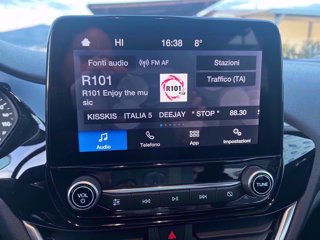 HI 16:38 8°
Fonti audio FM AF Stazioni
R101 Traffico (TA)
R101 Enjoy the mu
sic
R101
KISSKIS ITALIA 5 DEEJAY * STOP * 88.30
Audio Telefono App Impostazioni
VOL TUNE